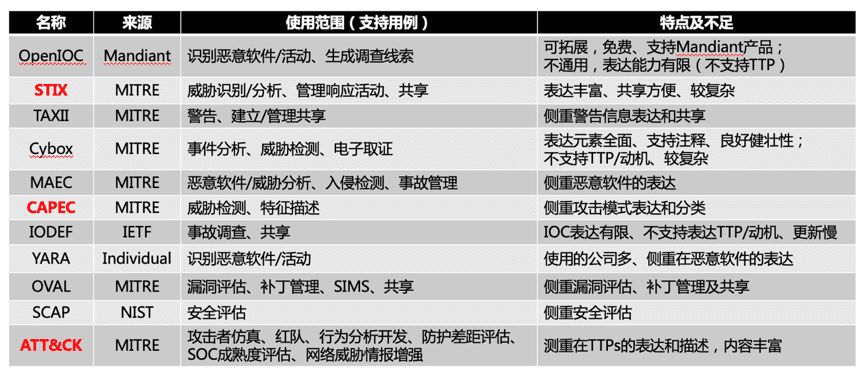 名称 来源 使用范围（支持用例） 特点及不足
OpenIOC Mandiant 识别恶意软件/活动、生成调查线索 可拓展，免费、支持Mandiant产品；
不通用，表达能力有限（不支持TTP）
STIX MITRE 威胁识别/分析、管理响应活动、共享 表达丰富、共享方便、较复杂
TAXII MITRE 警告、建立/管理共享 侧重警告信息表达和共享
Cybox MITRE 事件分析、威胁检测、电子取证 表达元素全面、支持注释、良好健壮性；
不支持TTP/动机、较复杂
MAEC MITRE 恶意软件/威胁分析、入侵检测、事故管理 侧重恶意软件的表达
CAPEC MITRE 威胁检测、特征描述 侧重攻击模式表达和分类
IODEF IETF 事故调查、共享 IOC表达有限、不支持表达TTP/动机、更新慢
YARA Individual 识别恶意软件/活动 使用的公司多、侧重在恶意软件的表达
OVAL MITRE 漏洞评估、补丁管理、SIMS、共享 侧重漏洞评估、补丁管理及共享
SCAP NIST 安全评估 侧重安全评估
ATT&CK MITRE 攻击者仿真、红队、行为分析开发、防护差距评估、
SOC成熟度评估、网络威胁情报增强 测重在TTPs的表达和描述，内容丰富